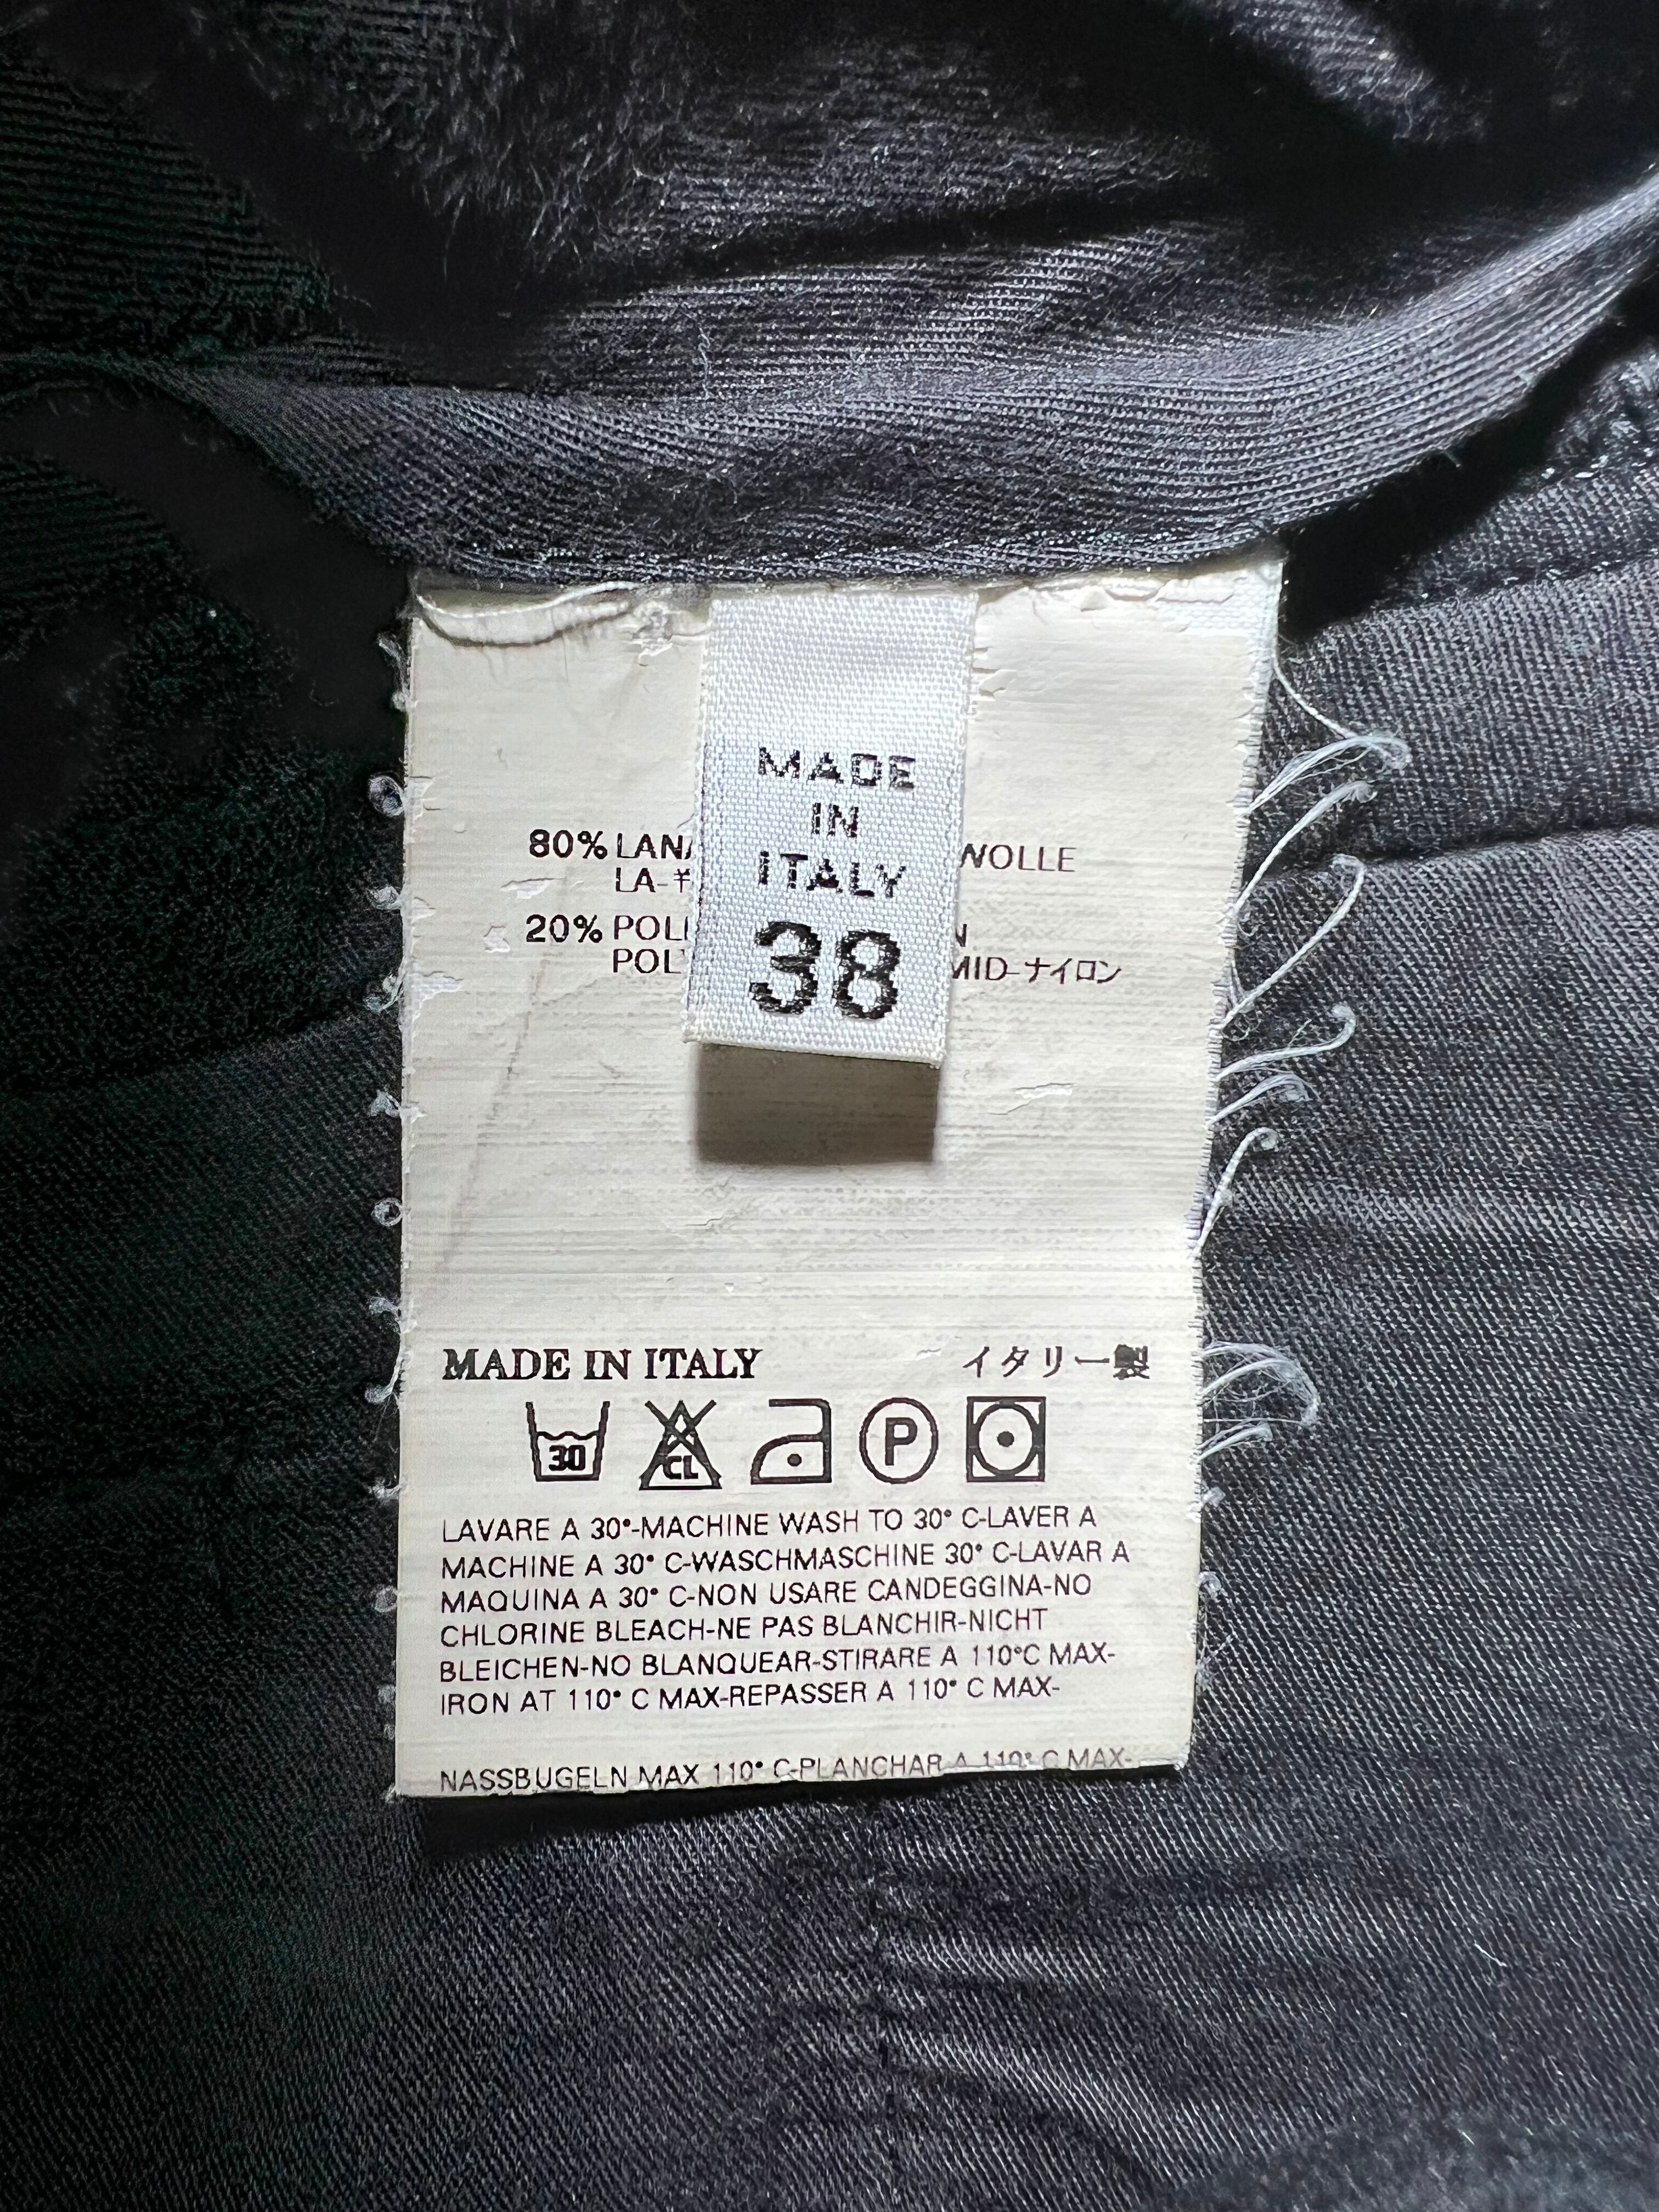 MADE
IN
ITALY
38
80% LAN WOLLE
LA-
20% POL
POL MID-ナイロン
MADE IN ITALY イタリー製
30 CL P
LAVARE A 30°-MACHINE WASH TO 30° C-LAVER A
MACHINE A 30° C-WASCHMASCHINE 30° C-LAVAR A
MAQUINA A 30° C-NON USARE CANDEGGINA-NO
CHLORINE BLEACH-NE PAS BLANCHIR-NICHT
BLEICHEN-NO BLANQUEAR-STIRARE A 110°C MAX-
IRON AT 110° C MAX-REPASSER A 110° C MAX-
NASSBUGELN MAX 110° C-PLANCHAR A 110° C MAX-